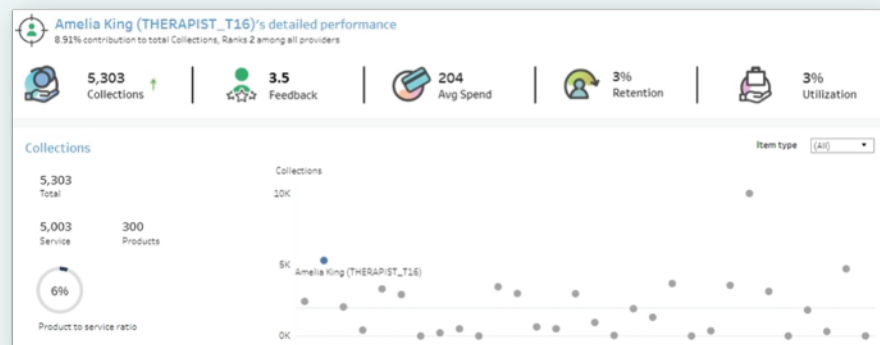 Amelia King (THERAPIST_T16)'s detailed performance
8.91% contribution to total Collections, Ranks 2 among all providers
5,303
Collections
3.5
Feedback
204
Avg Spend
3%
Retention
3%
Utilization
Collections
Item type (All)
5,303
Total
5,003 300
Service Products
6%
Product to service ratio
Collections
10K
5K
Amelia King (THERAPIST_T16)
0K